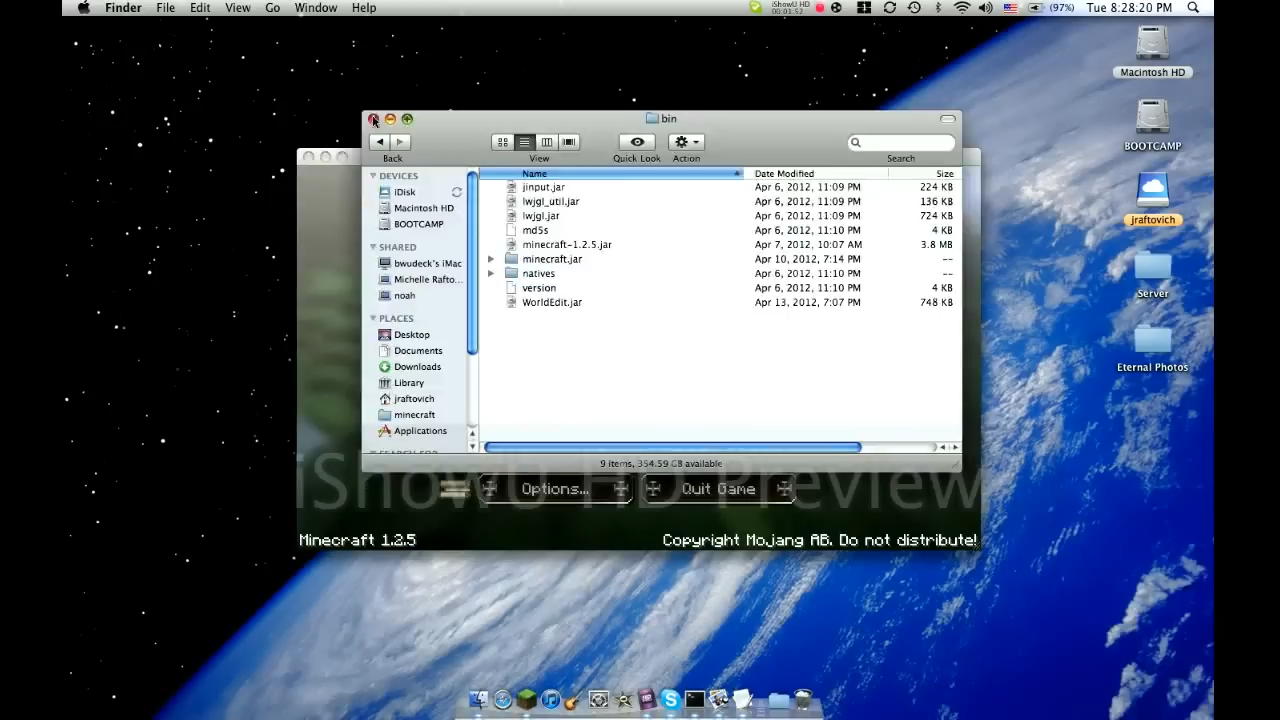 Finder File Edit View Go Window Help iShowU HD 00:01:52 (97%) Tue 8:28:20 PM
Macintosh HD
BOOTCAMP
jraftovich
Server
Eternal Photos
bin
Back View Quick Look Action Search
DEVICES
iDisk
Macintosh HD
BOOTCAMP
SHARED
bwudeck's iMac
Michelle Rafto...
noah
PLACES
Desktop
Documents
Downloads
Library
jraftovich
minecraft
Applications
Name Date Modified Size
jinput.jar Apr 6, 2012, 11:09 PM 224 KB
lwjgl_util.jar Apr 6, 2012, 11:09 PM 136 KB
lwjgl.jar Apr 6, 2012, 11:09 PM 724 KB
md5s Apr 6, 2012, 11:10 PM 4 KB
minecraft-1.2.5.jar Apr 7, 2012, 10:07 AM 3.8 MB
minecraft.jar Apr 10, 2012, 7:14 PM --
natives Apr 6, 2012, 11:10 PM --
version Apr 6, 2012, 11:10 PM 4 KB
WorldEdit.jar Apr 13, 2012, 7:07 PM 748 KB
9 items, 354.59 GB available
iShowU HD Preview
Options... Quit Game
Minecraft 1.2.5 Copyright Mojang AB. Do not distribute!